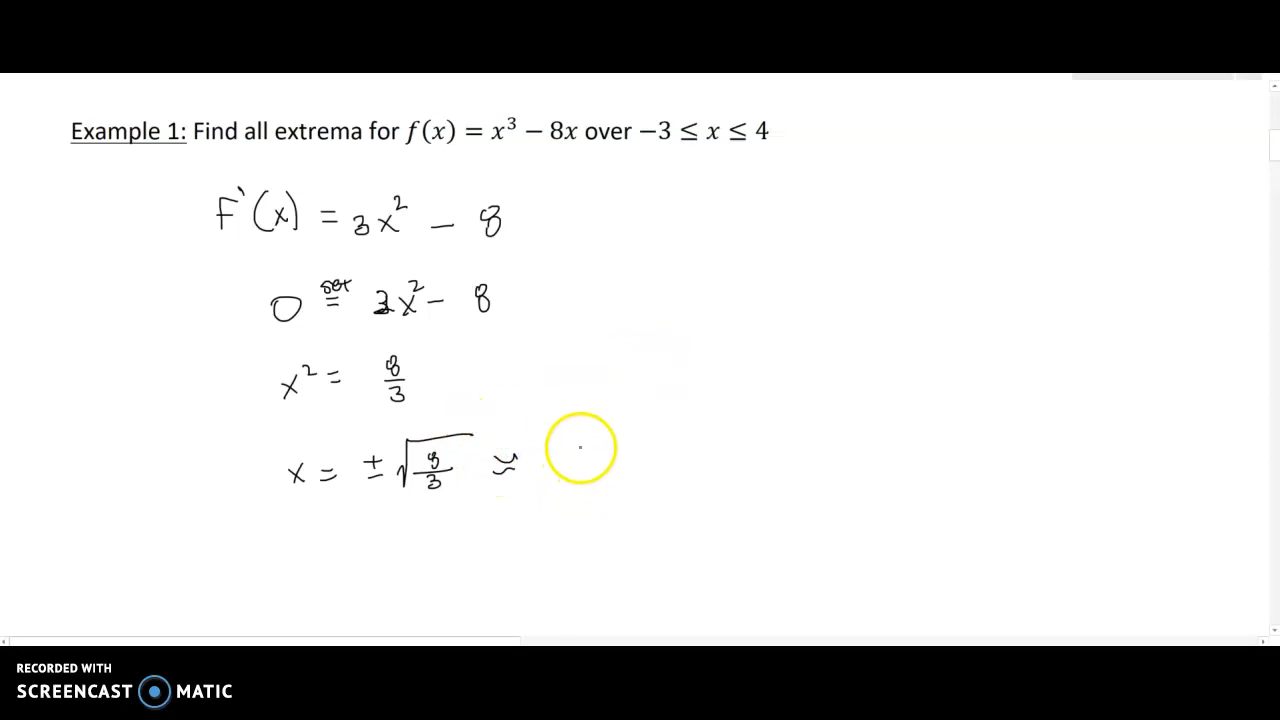 Example 1: Find all extrema for f(x) = x³ − 8x over −3 ≤ x ≤ 4
F`(x) = 3x² − 8
0 set= 3x² − 8
x² = 8/3
x = ±√(8/3) ≈
RECORDED WITH
SCREENCAST MATIC